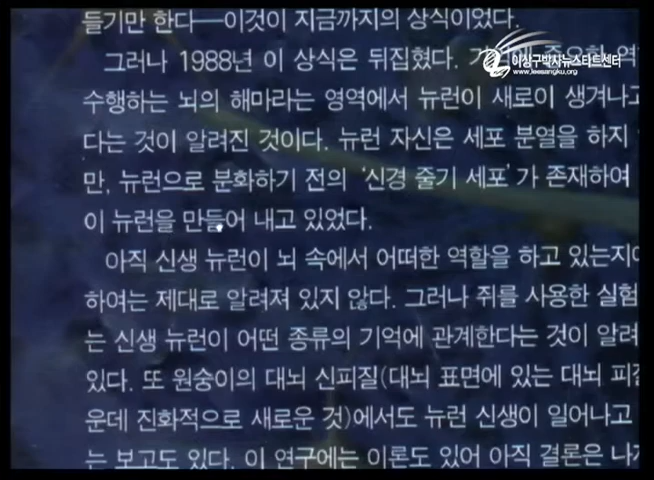 들기만 한다—이것이 지금까지의 상식이었다.
그러나 1988년 이 상식은 뒤집혔다.
수행하는 뇌의 해마라는 영역에서 뉴런이 새로이 생겨나고
다는 것이 알려진 것이다. 뉴런 자신은 세포 분열을 하지
만, 뉴런으로 분화하기 전의 '신경 줄기 세포'가 존재하여
이 뉴런을 만들어 내고 있었다.
아직 신생 뉴런이 뇌 속에서 어떠한 역할을 하고 있는지
하여는 제대로 알려져 있지 않다. 그러나 쥐를 사용한 실험
는 신생 뉴런이 어떤 종류의 기억에 관계한다는 것이 알려
있다. 또 원숭이의 대뇌 신피질(대뇌 표면에 있는 대뇌 피
운데 진화적으로 새로운 것)에서도 뉴런 신생이 일어나고
는 보고도 있다. 이 연구에는 이론도 있어 아직 결론은
이상구박사뉴스타트센터
www.leesangku.org